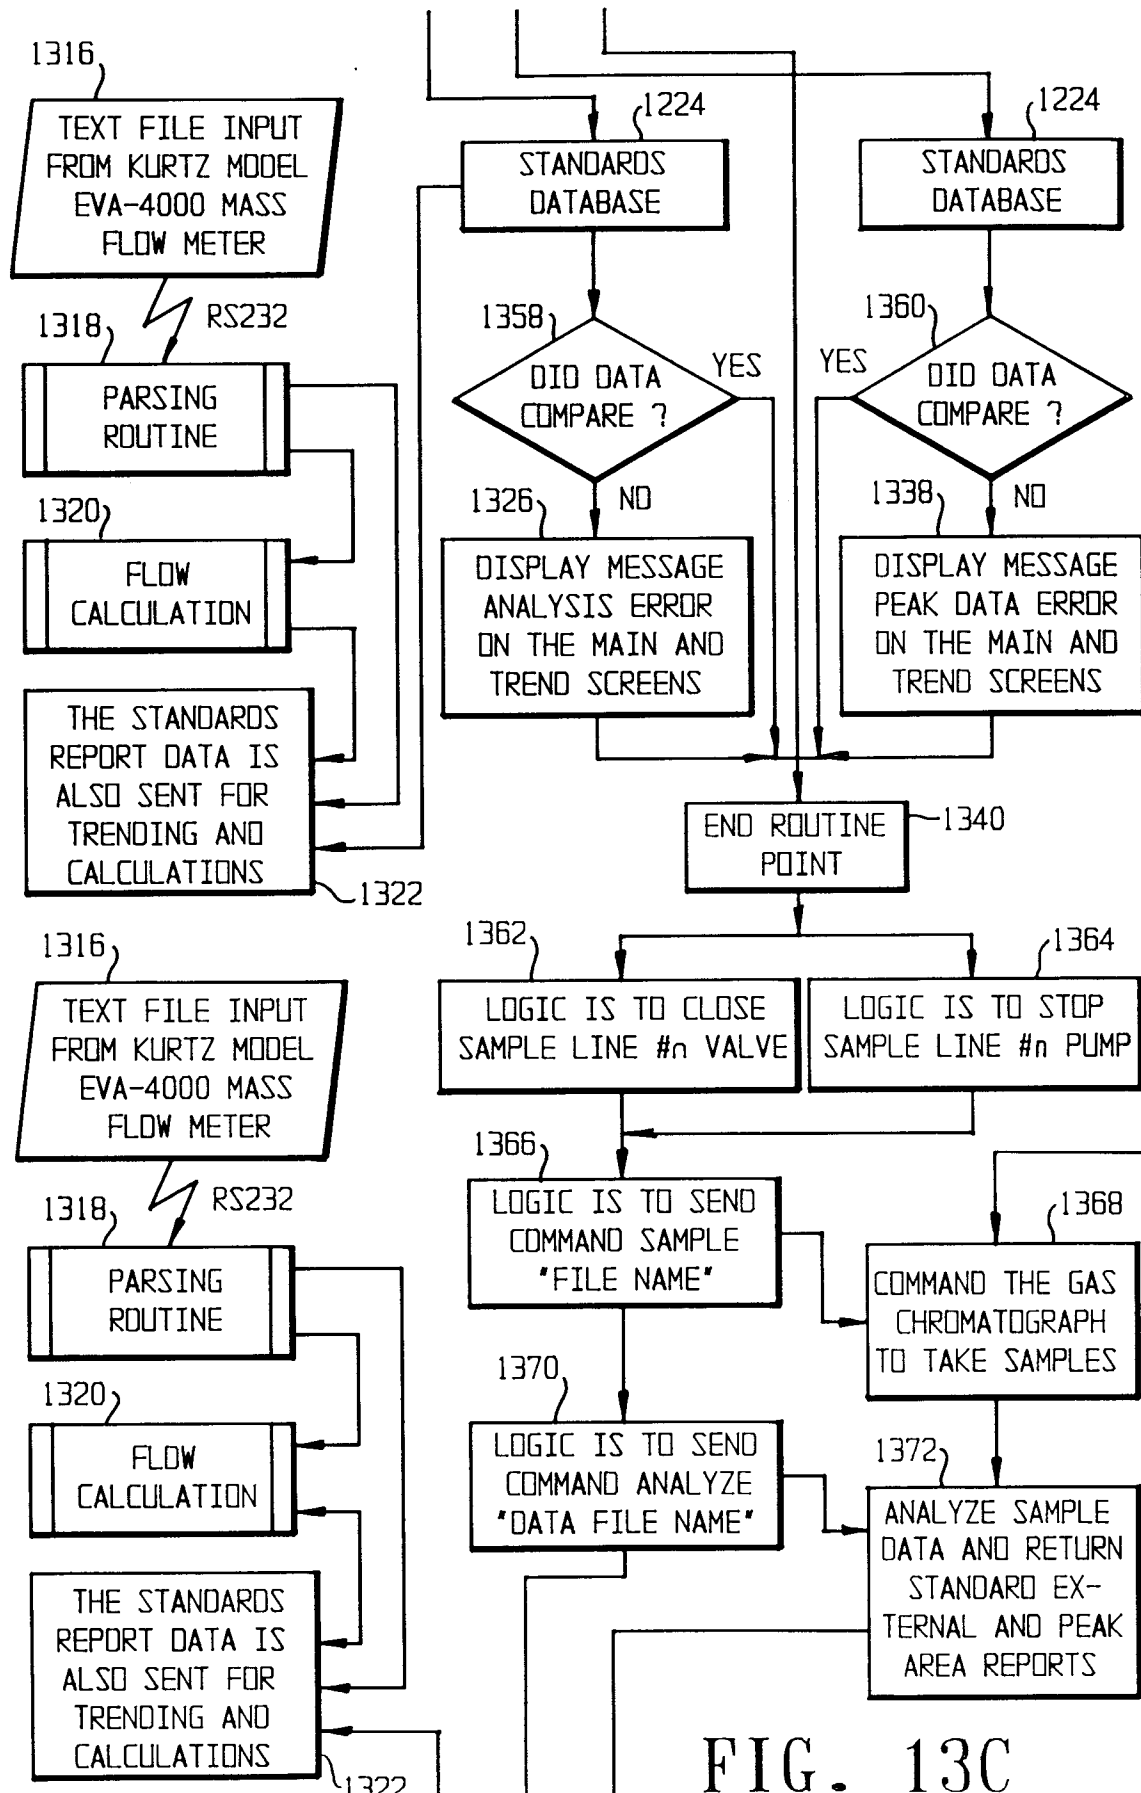 1316
TEXT FILE INPUT
FROM KURTZ MODEL
EVA-4000 MASS
FLOW METER
RS232
1318
PARSING
ROUTINE
1320
FLOW
CALCULATION
THE STANDARDS
REPORT DATA IS
ALSO SENT FOR
TRENDING AND
CALCULATIONS
1322
1224
STANDARDS
DATABASE
1358
DID DATA
COMPARE ?
YES
NO
1326
DISPLAY MESSAGE
ANALYSIS ERROR
ON THE MAIN AND
TREND SCREENS
1224
STANDARDS
DATABASE
1360
DID DATA
COMPARE ?
YES
NO
1338
DISPLAY MESSAGE
PEAK DATA ERROR
ON THE MAIN AND
TREND SCREENS
END ROUTINE
POINT
1340
1362
LOGIC IS TO CLOSE
SAMPLE LINE #n VALVE
1364
LOGIC IS TO STOP
SAMPLE LINE #n PUMP
1366
LOGIC IS TO SEND
COMMAND SAMPLE
"FILE NAME"
1368
COMMAND THE GAS
CHROMATOGRAPH
TO TAKE SAMPLES
1370
LOGIC IS TO SEND
COMMAND ANALYZE
"DATA FILE NAME"
1372
ANALYZE SAMPLE
DATA AND RETURN
STANDARD EX-
TERNAL AND PEAK
AREA REPORTS
1316
TEXT FILE INPUT
FROM KURTZ MODEL
EVA-4000 MASS
FLOW METER
RS232
1318
PARSING
ROUTINE
1320
FLOW
CALCULATION
THE STANDARDS
REPORT DATA IS
ALSO SENT FOR
TRENDING AND
CALCULATIONS
1322
FIG. 13C